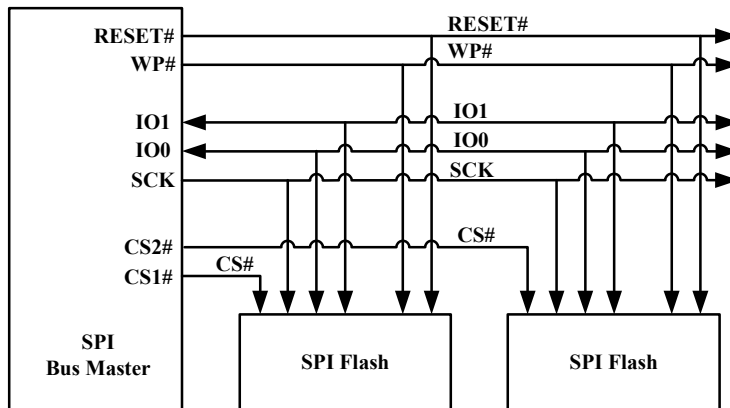 RESET#
RESET#
WP#
WP#
IO1
IO1
IO0
IO0
SCK
SCK
CS2#
CS#
CS1#
CS#
SPI
Bus Master
SPI Flash
SPI Flash